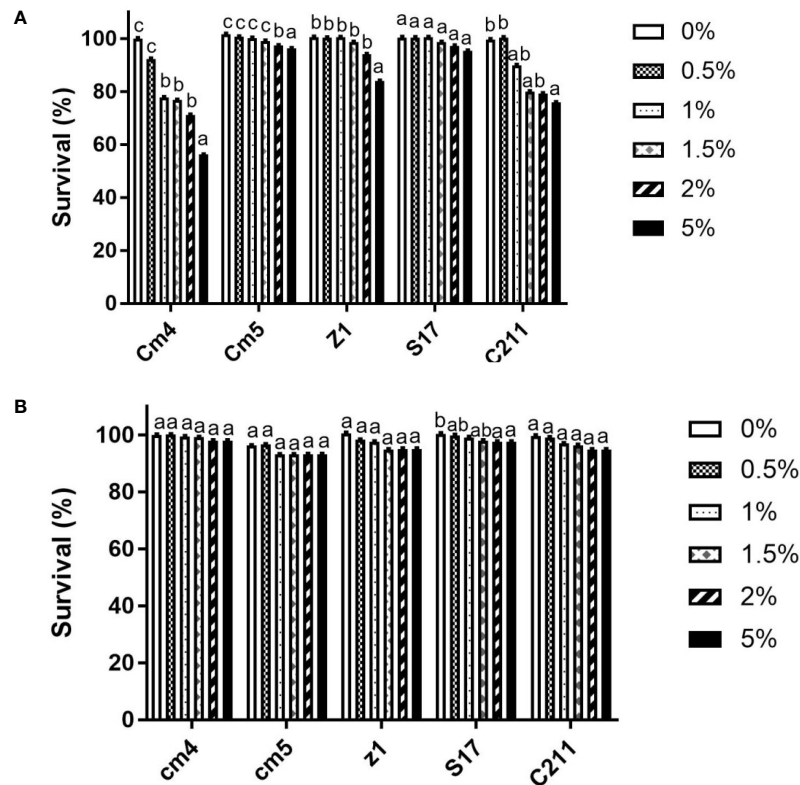 A
Survival (%)
100
80
60
40
20
0
c c b b b a
c c c c b a
b b b b b a
a a a a a a
b b ab ab ab a
Cm4
Cm5
Z1
S17
C211
0%
0.5%
1%
1.5%
2%
5%
B
Survival (%)
100
80
60
40
20
0
a a a a a a
a a a a a a
a a a a a a
b ab a ab a a
a a a a a a
cm4
cm5
z1
S17
C211
0%
0.5%
1%
1.5%
2%
5%